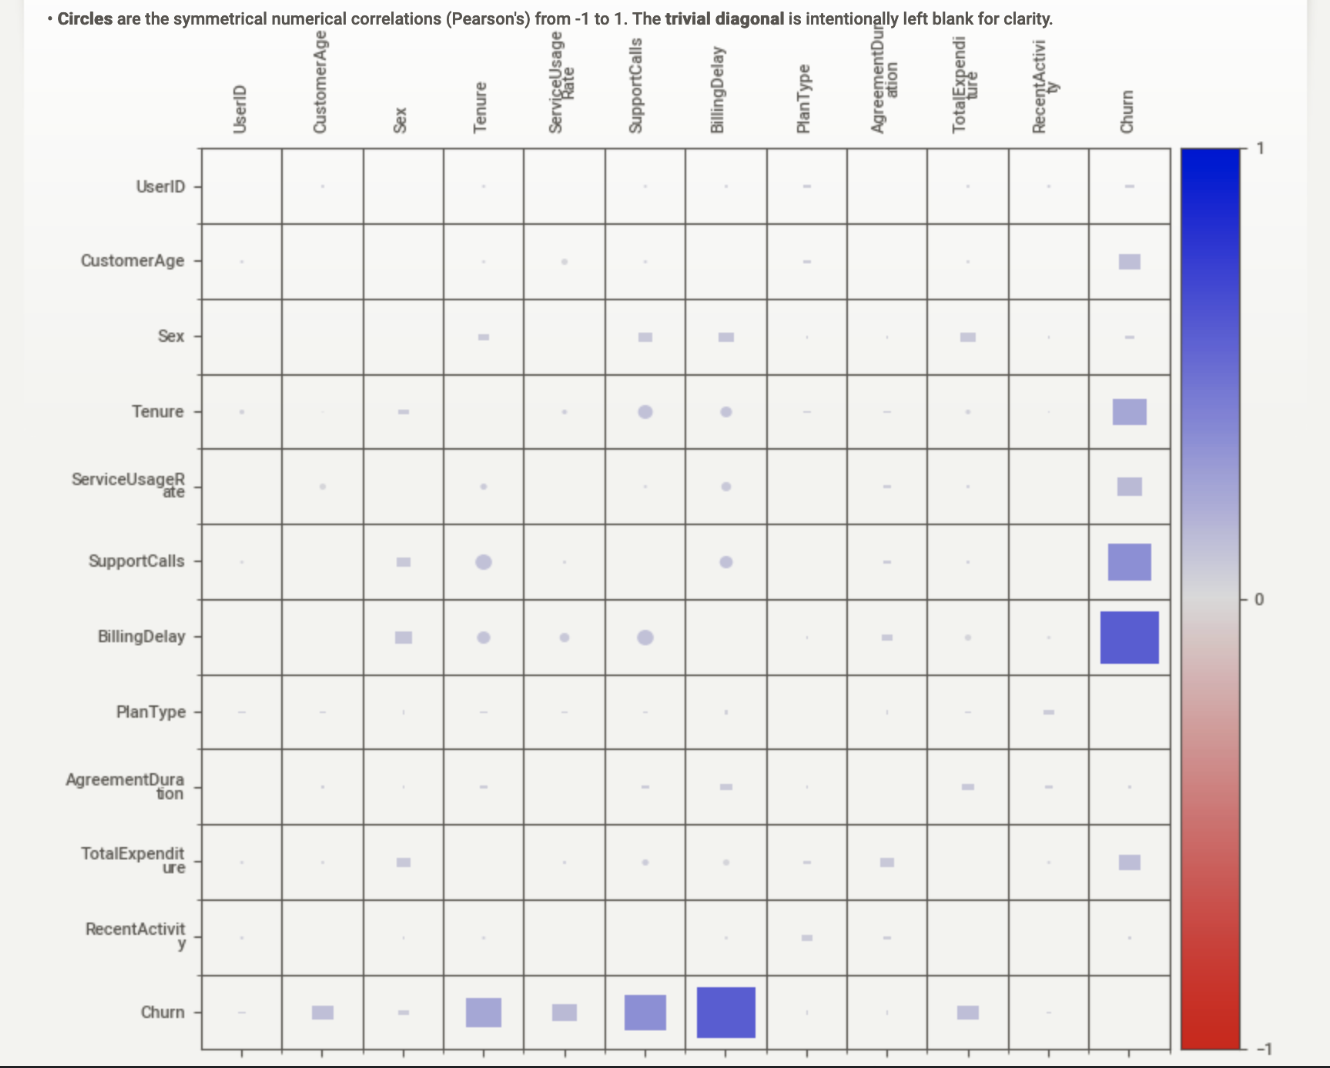 • Circles are the symmetrical numerical correlations (Pearson's) from -1 to 1. The trivial diagonal is intentionally left blank for clarity.
UserID
CustomerAge
Sex
Tenure
ServiceUsage
Rate
SupportCalls
BillingDelay
PlanType
AgreementDur
ation
TotalExpendi
ture
RecentActivi
ty
Churn
UserID
CustomerAge
Sex
Tenure
ServiceUsageR
ate
SupportCalls
BillingDelay
PlanType
AgreementDura
tion
TotalExpendit
ure
RecentActivit
y
Churn
1
0
-1